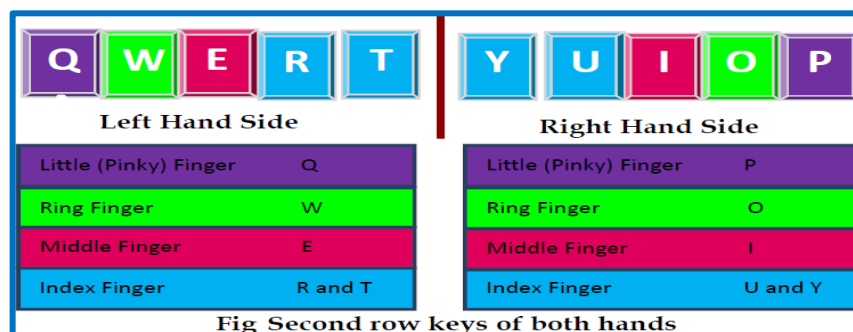 Q W E R T Y U I O P
Left Hand Side Right Hand Side
Little (Pinky) Finger Q Little (Pinky) Finger P
Ring Finger W Ring Finger O
Middle Finger E Middle Finger I
Index Finger R and T Index Finger U and Y
Fig Second row keys of both hands